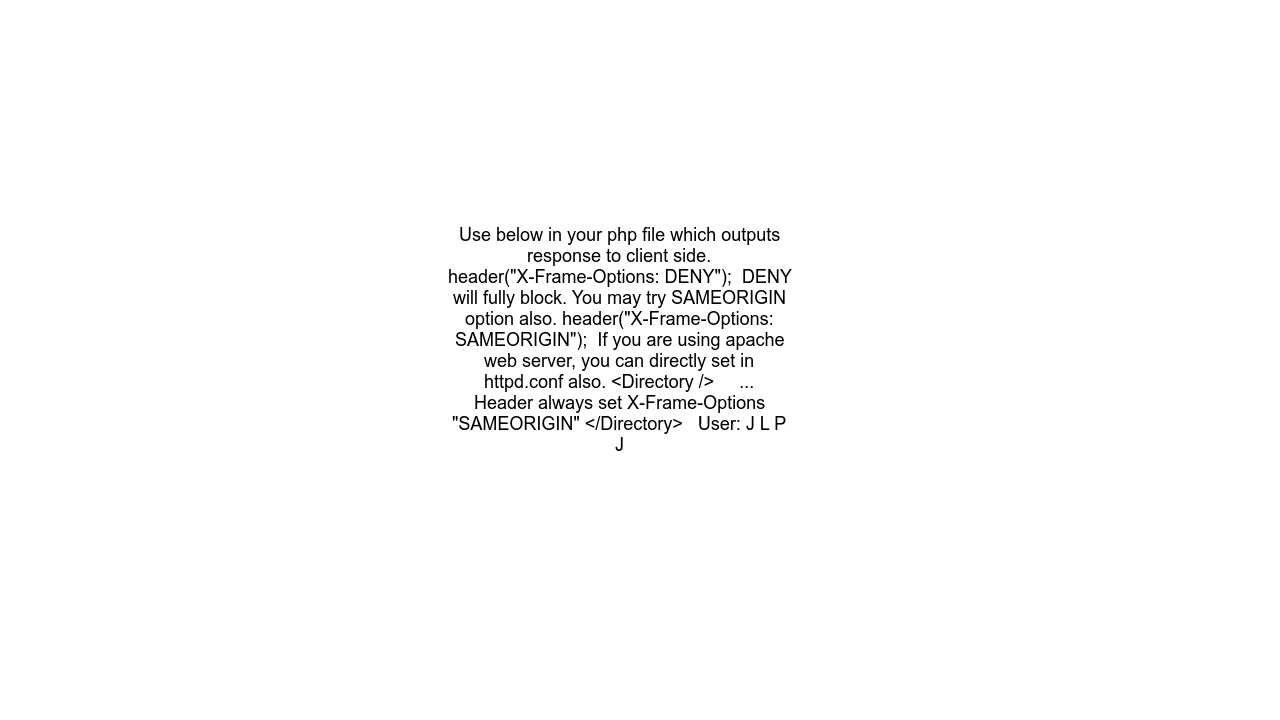 Use below in your php file which outputs
response to client side.
header("X-Frame-Options: DENY");  DENY
will fully block. You may try SAMEORIGIN
option also. header("X-Frame-Options:
SAMEORIGIN");  If you are using apache
web server, you can directly set in
httpd.conf also. <Directory />     ...
Header always set X-Frame-Options
"SAMEORIGIN" </Directory>   User: J L P
J